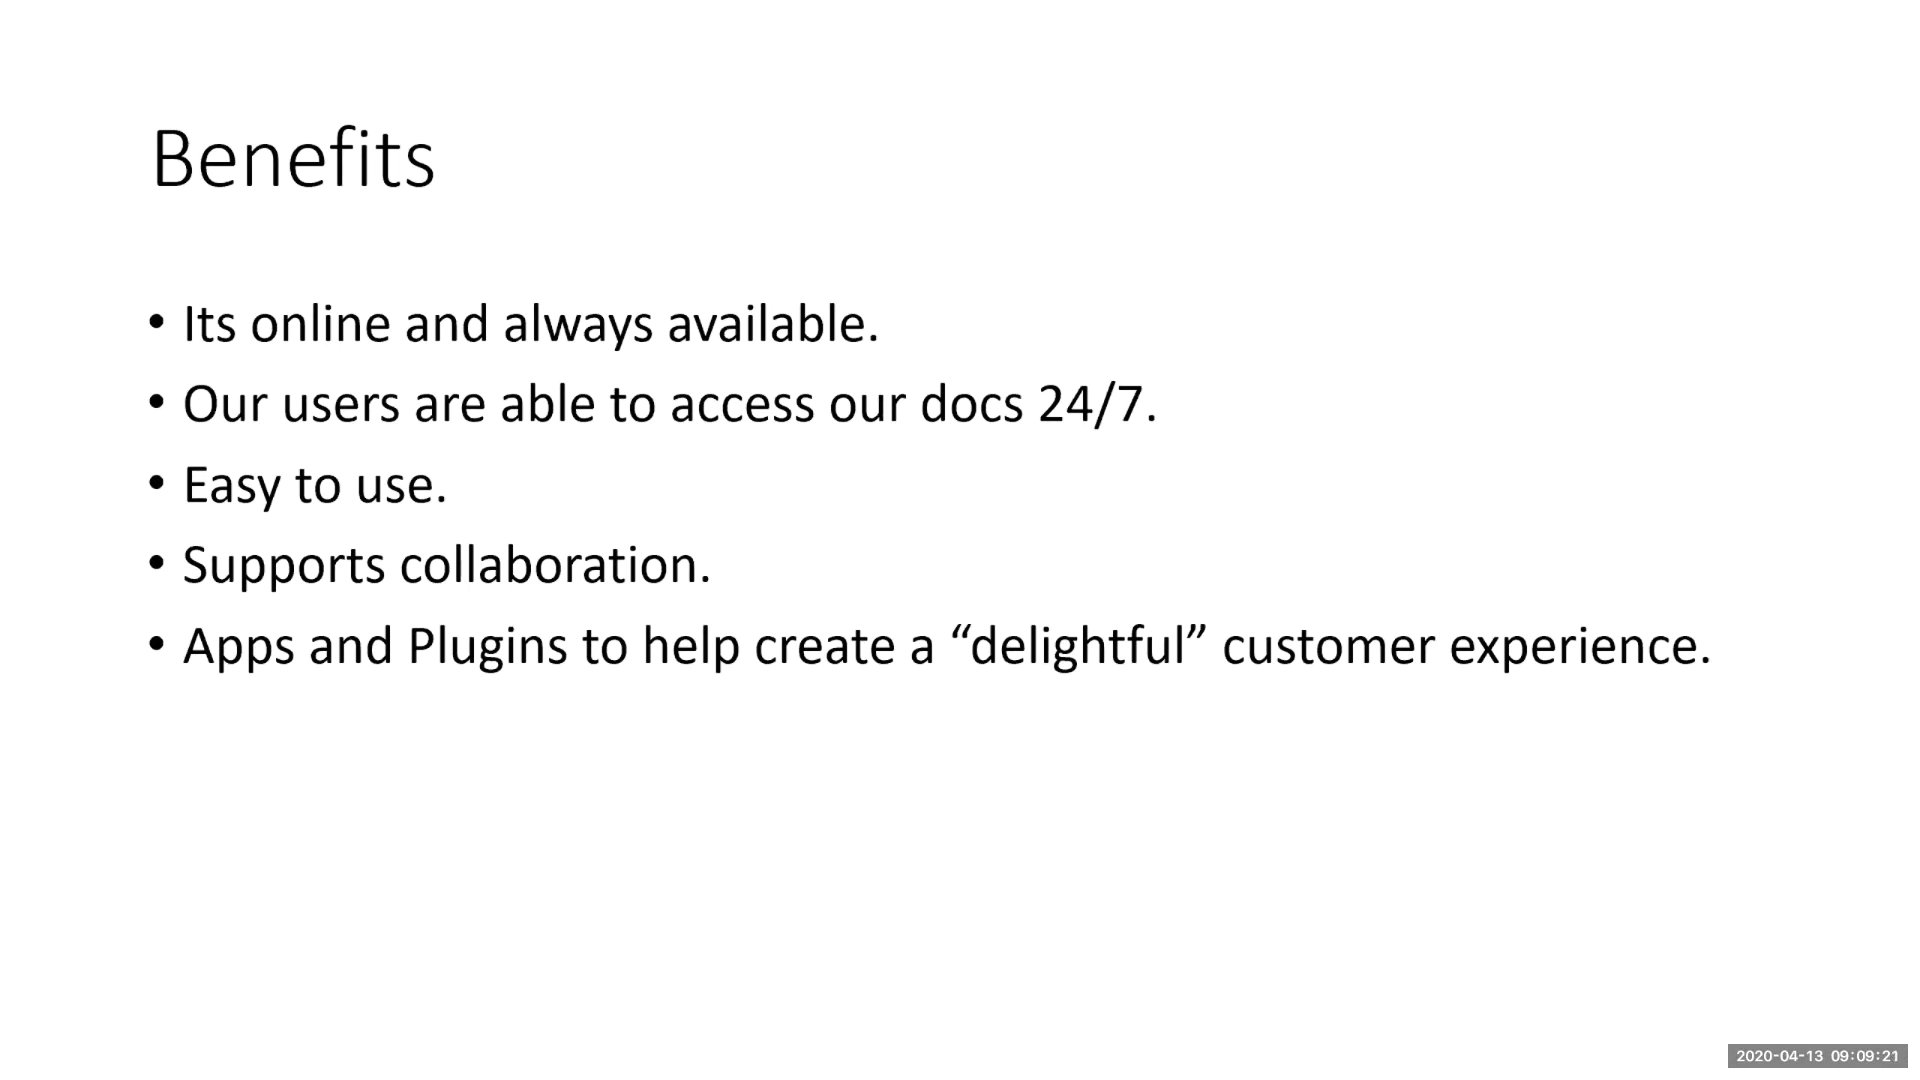 Benefits
• Its online and always available.
• Our users are able to access our docs 24/7.
• Easy to use.
• Supports collaboration.
• Apps and Plugins to help create a “delightful” customer experience.
2020-04-13 09:09:21